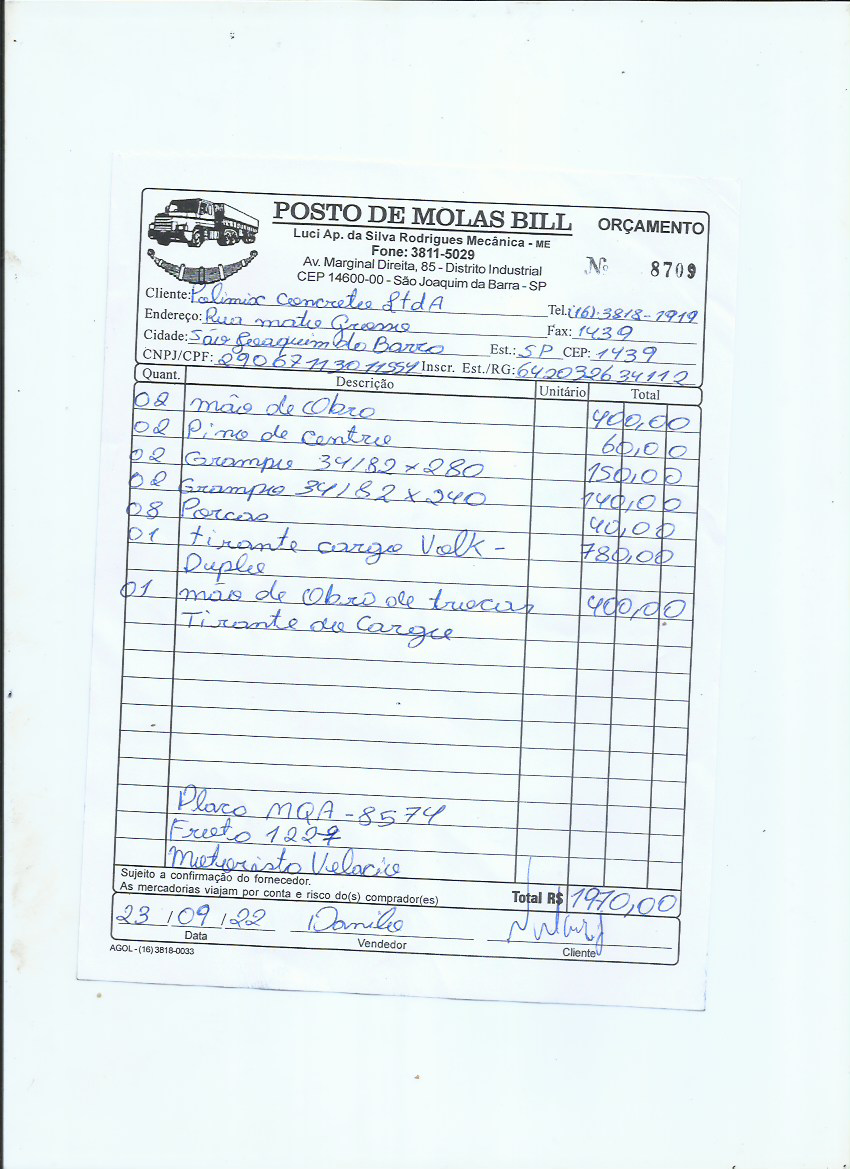 POSTO DE MOLAS BILL ORÇAMENTO
Luci Ap. da Silva Rodrigues Mecânica - ME
Fone: 3811-5029
Av. Marginal Direita, 85 - Distrito Industrial
CEP 14600-00 - São Joaquim da Barra - SP
Nº 8709
Cliente: Polimix Concreto LtdA Tel.: (16) 3818-1919
Endereço: Rua mato Grosso Fax: 1439
Cidade: São Joaquim da Barra Est.: SP CEP: 1439
CNPJ/CPF: Inscr. Est./RG: 642032634112
Quant. Descrição Unitário Total
02 mão de Obra 400,00
02 Pino de centro 60,00
02 Grampo 34/82 x 280 150,00
02 Grampo 34/82 x 240 140,00
08 Porcas 40,00
01 tirante carga Volk - 780,00
Duplo
01 mão de Obra de trocar 400,00
Tirante de Carga
Placa MQA-8574
Frota 1227
Motorista
Sujeito a confirmação do fornecedor.
As mercadorias viajam por conta e risco do(s) comprador(es) Total R$ 1970,00
23 / 09 / 22 Danilo
Data Vendedor Cliente
AGOL - (16) 3818-0033